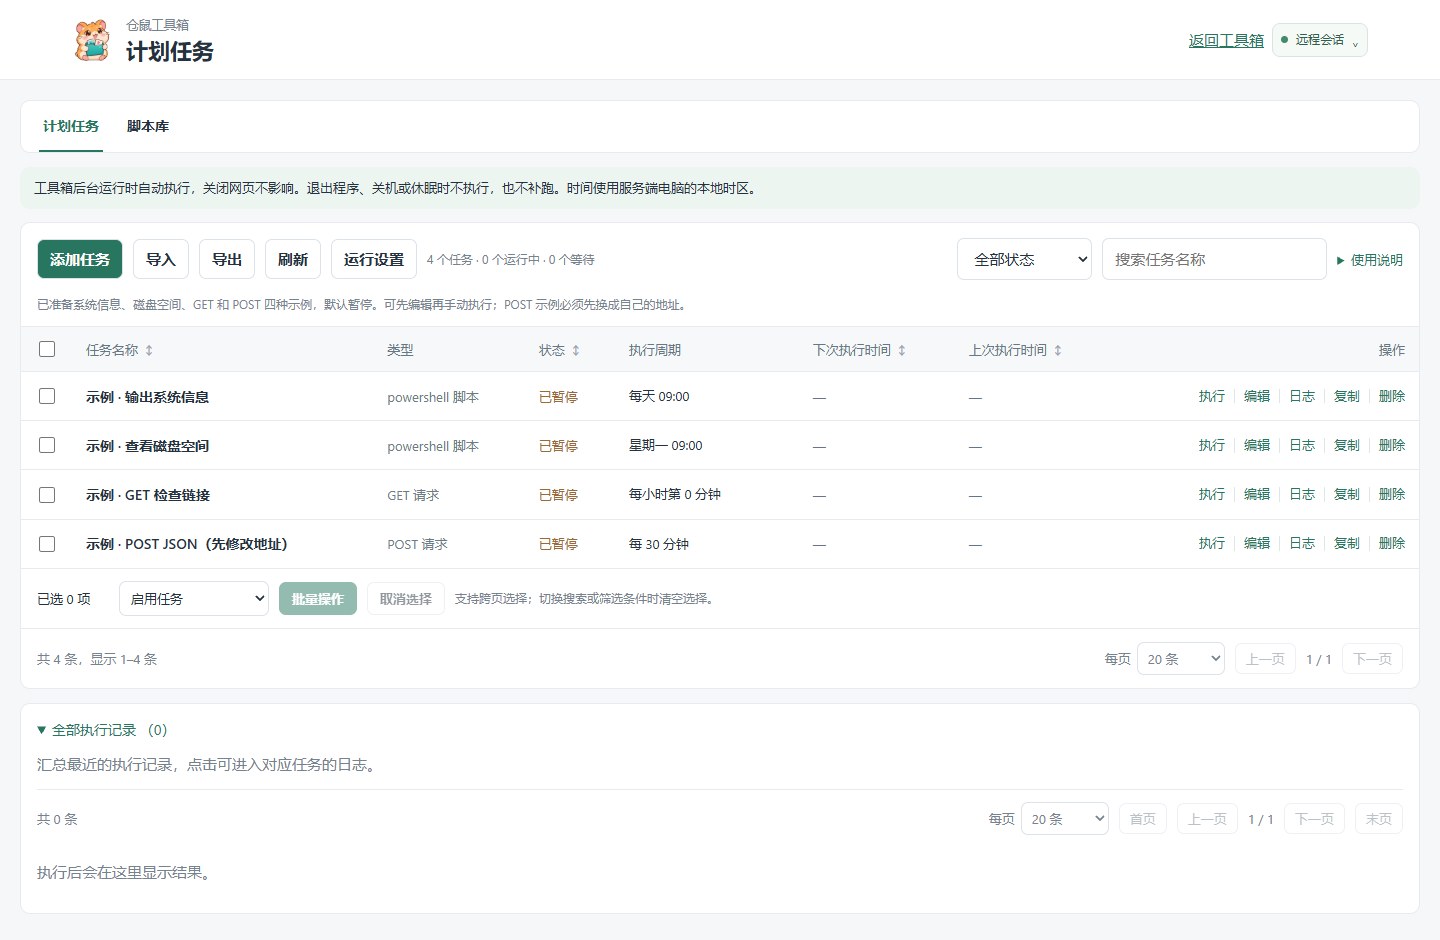 仓鼠工具箱
计划任务
返回工具箱
远程会话
计划任务 脚本库
工具箱后台运行时自动执行，关闭网页不影响。退出程序、关机或休眠时不执行，也不补跑。时间使用服务端电脑的本地时区。
添加任务 导入 导出 刷新 运行设置 4 个任务 · 0 个运行中 · 0 个等待 全部状态 搜索任务名称 ▶ 使用说明
已准备系统信息、磁盘空间、GET 和 POST 四种示例，默认暂停。可先编辑再手动执行；POST 示例必须先换成自己的地址。
任务名称 ↕ 类型 状态 ↕ 执行周期 下次执行时间 ↕ 上次执行时间 ↕ 操作
示例 · 输出系统信息 powershell 脚本 已暂停 每天 09:00 — — 执行 编辑 日志 复制 删除
示例 · 查看磁盘空间 powershell 脚本 已暂停 星期一 09:00 — — 执行 编辑 日志 复制 删除
示例 · GET 检查链接 GET 请求 已暂停 每小时第 0 分钟 — — 执行 编辑 日志 复制 删除
示例 · POST JSON（先修改地址） POST 请求 已暂停 每 30 分钟 — — 执行 编辑 日志 复制 删除
已选 0 项 启用任务 批量操作 取消选择 支持跨页选择；切换搜索或筛选条件时清空选择。
共 4 条，显示 1–4 条 每页 20 条 上一页 1 / 1 下一页
▼ 全部执行记录 （0）
汇总最近的执行记录，点击可进入对应任务的日志。
共 0 条 每页 20 条 首页 上一页 1 / 1 下一页 末页
执行后会在这里显示结果。